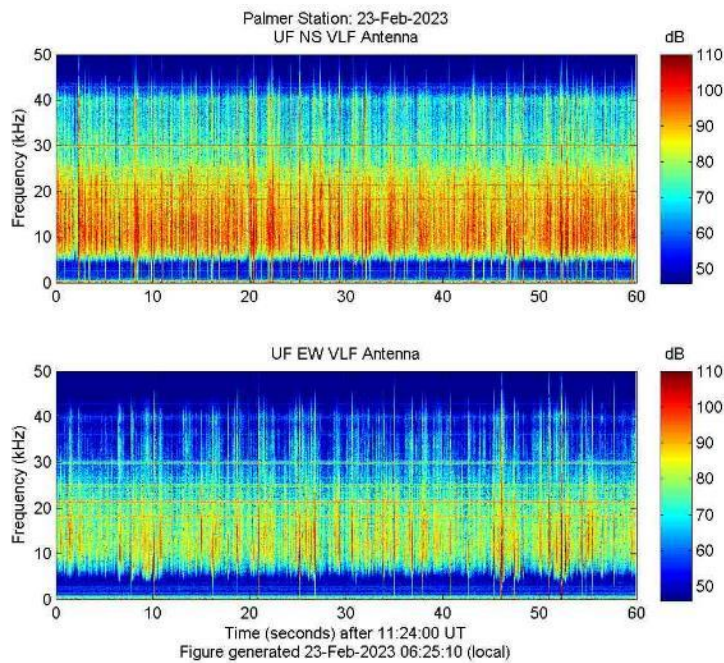 Palmer Station: 23-Feb-2023
UF NS VLF Antenna
dB
50
40
30
20
10
0
Frequency (kHz)
0 10 20 30 40 50 60
110
100
90
80
70
60
50
UF EW VLF Antenna
dB
50
40
30
20
10
0
Frequency (kHz)
0 10 20 30 40 50 60
110
100
90
80
70
60
50
Time (seconds) after 11:24:00 UT
Figure generated 23-Feb-2023 06:25:10 (local)